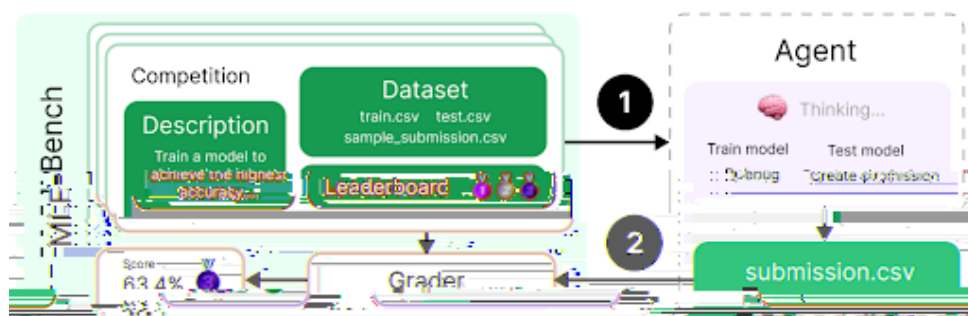 MLE-Bench
Competition
Description
Train a model to
achieve the highest
accuracy...
Dataset
train.csv test.csv
sample_submission.csv
Leaderboard
1
Agent
Thinking...
Train model
Test model
Debug
create submission
2
submission.csv
Grader
Score
63.4%